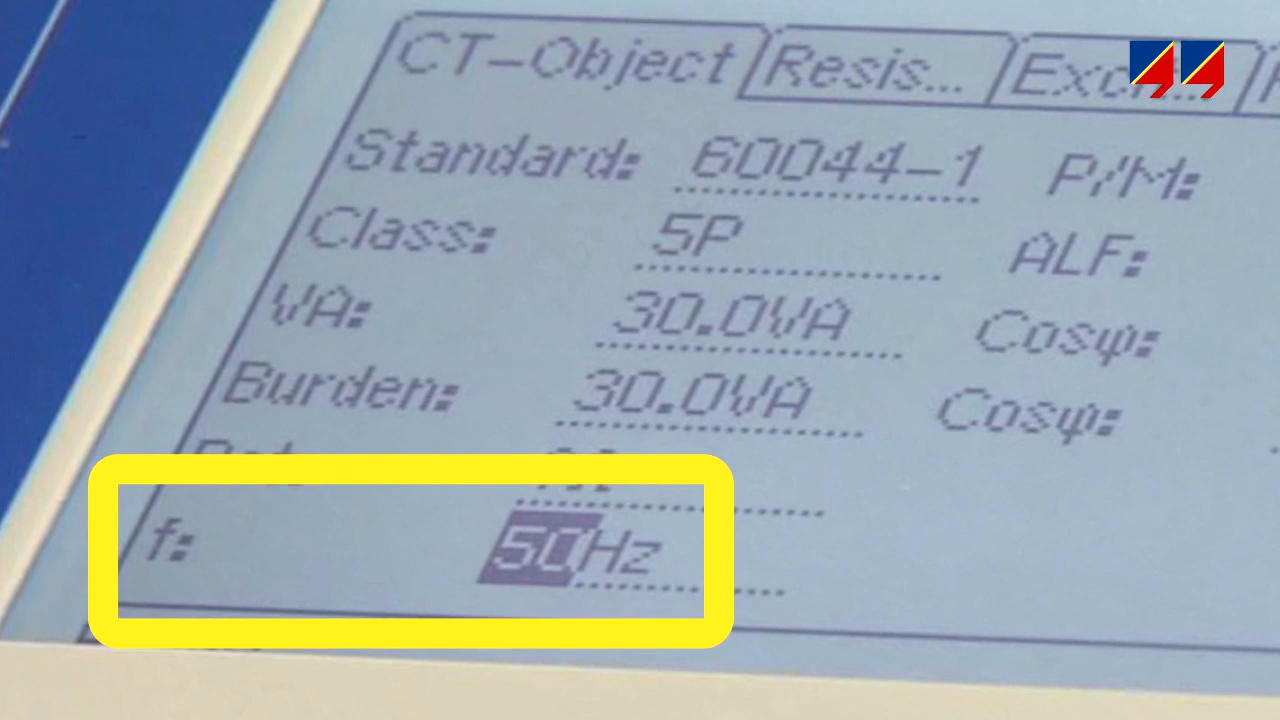 CT-Object Resis...
Standard: 60044-1 P/M:
Class: 5P ALF:
VA: 30.0VA Cosφ:
Burden: 30.0VA Cosφ:
f: 50Hz